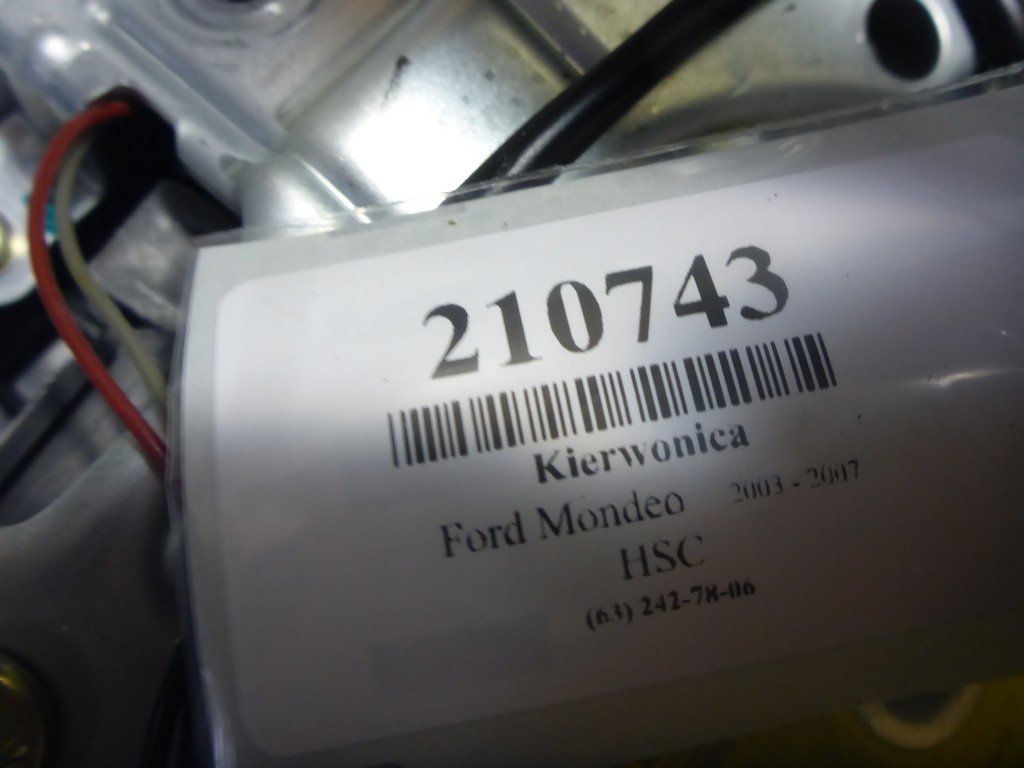 210743
Kierwonica
Ford Mondeo 2003 - 2007
HSC
(63) 242-78-06